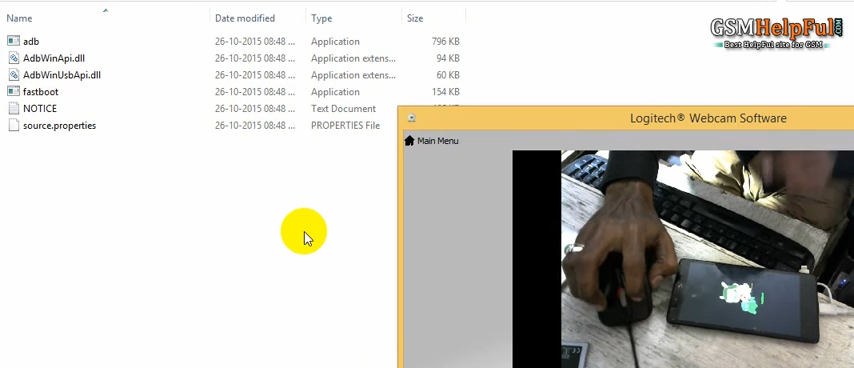 Name Date modified Type Size
adb 26-10-2015 08:48 ... Application 796 KB
AdbWinApi.dll 26-10-2015 08:48 ... Application extens... 94 KB
AdbWinUsbApi.dll 26-10-2015 08:48 ... Application extens... 60 KB
fastboot 26-10-2015 08:48 ... Application 154 KB
NOTICE 26-10-2015 08:48 ... Text Document
source.properties 26-10-2015 08:48 ... PROPERTIES File
GSMHelpFul.COM
Best HelpFul site for GSM
Logitech® Webcam Software
Main Menu